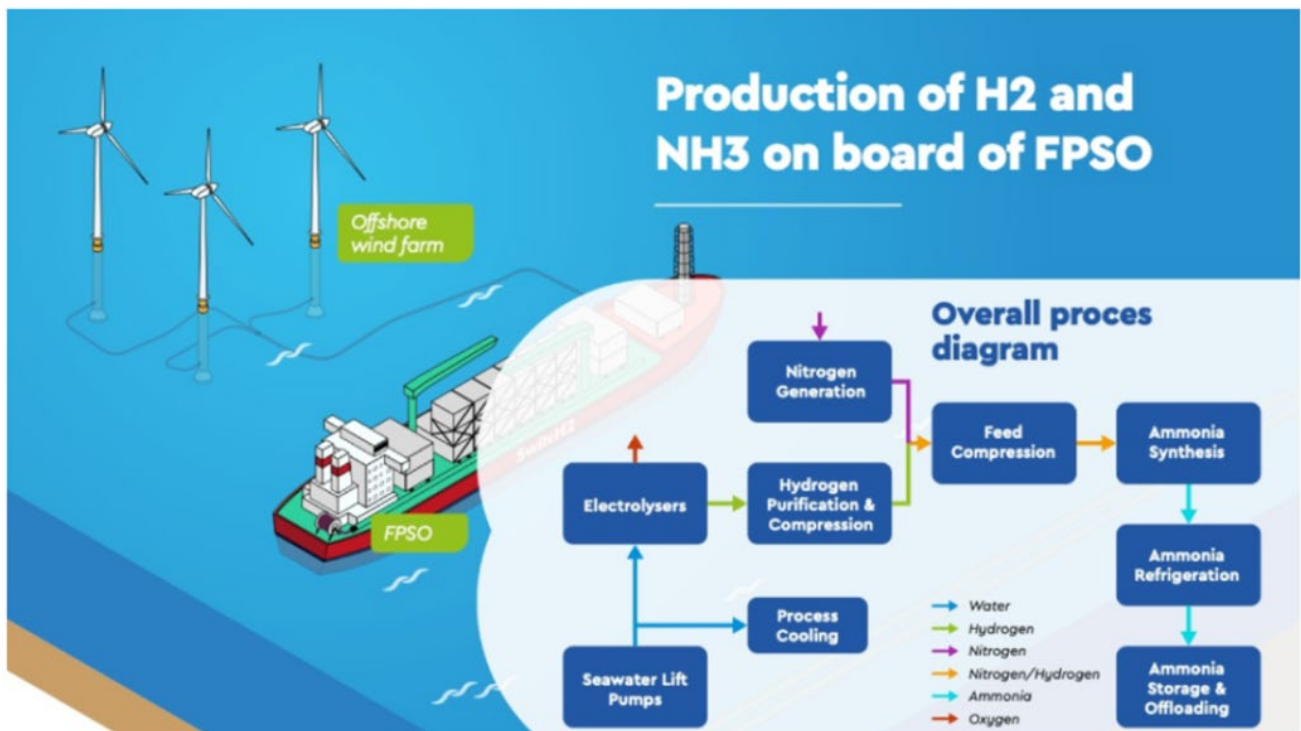 Production of H2 and
NH3 on board of FPSO
Offshore
wind farm
Overall proces
diagram
Nitrogen
Generation
Feed
Compression
Ammonia
Synthesis
Electrolysers
Hydrogen
Purification &
Compression
SwitcH2
FPSO
Ammonia
Refrigeration
Process
Cooling
Seawater Lift
Pumps
Water
Hydrogen
Nitrogen
Nitrogen/Hydrogen
Ammonia
Oxygen
Ammonia
Storage &
Offloading